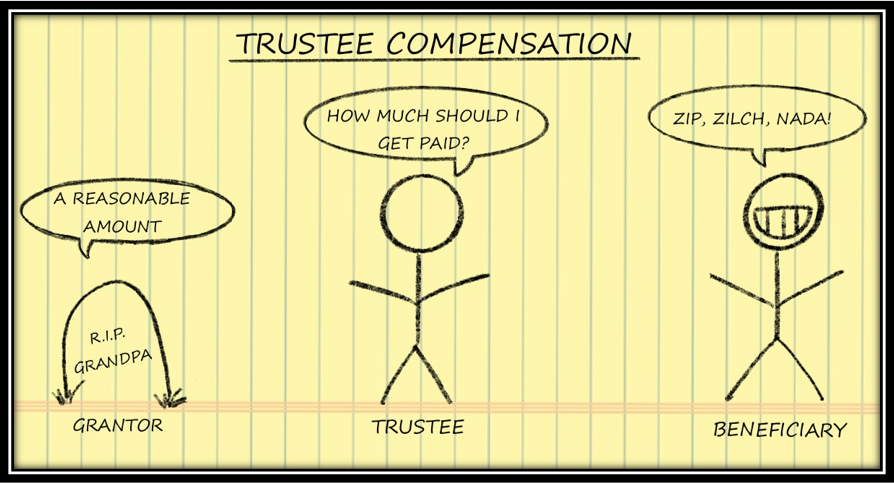 TRUSTEE COMPENSATION
HOW MUCH SHOULD I
GET PAID?
ZIP, ZILCH, NADA!
A REASONABLE
AMOUNT
R.I.P.
GRANDPA
GRANTOR
TRUSTEE
BENEFICIARY